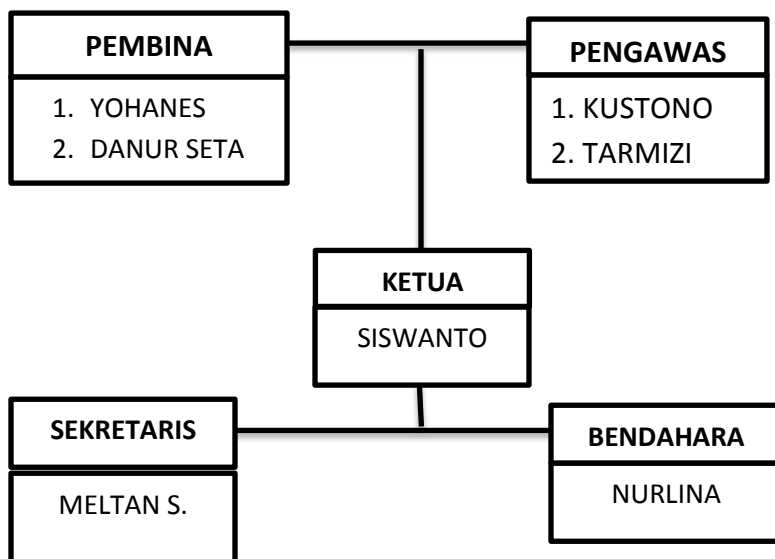 PEMBINA
1. YOHANES
2. DANUR SETA
PENGAWAS
1. KUSTONO
2. TARMIZI
KETUA
SISWANTO
SEKRETARIS
MELTAN S.
BENDAHARA
NURLINA